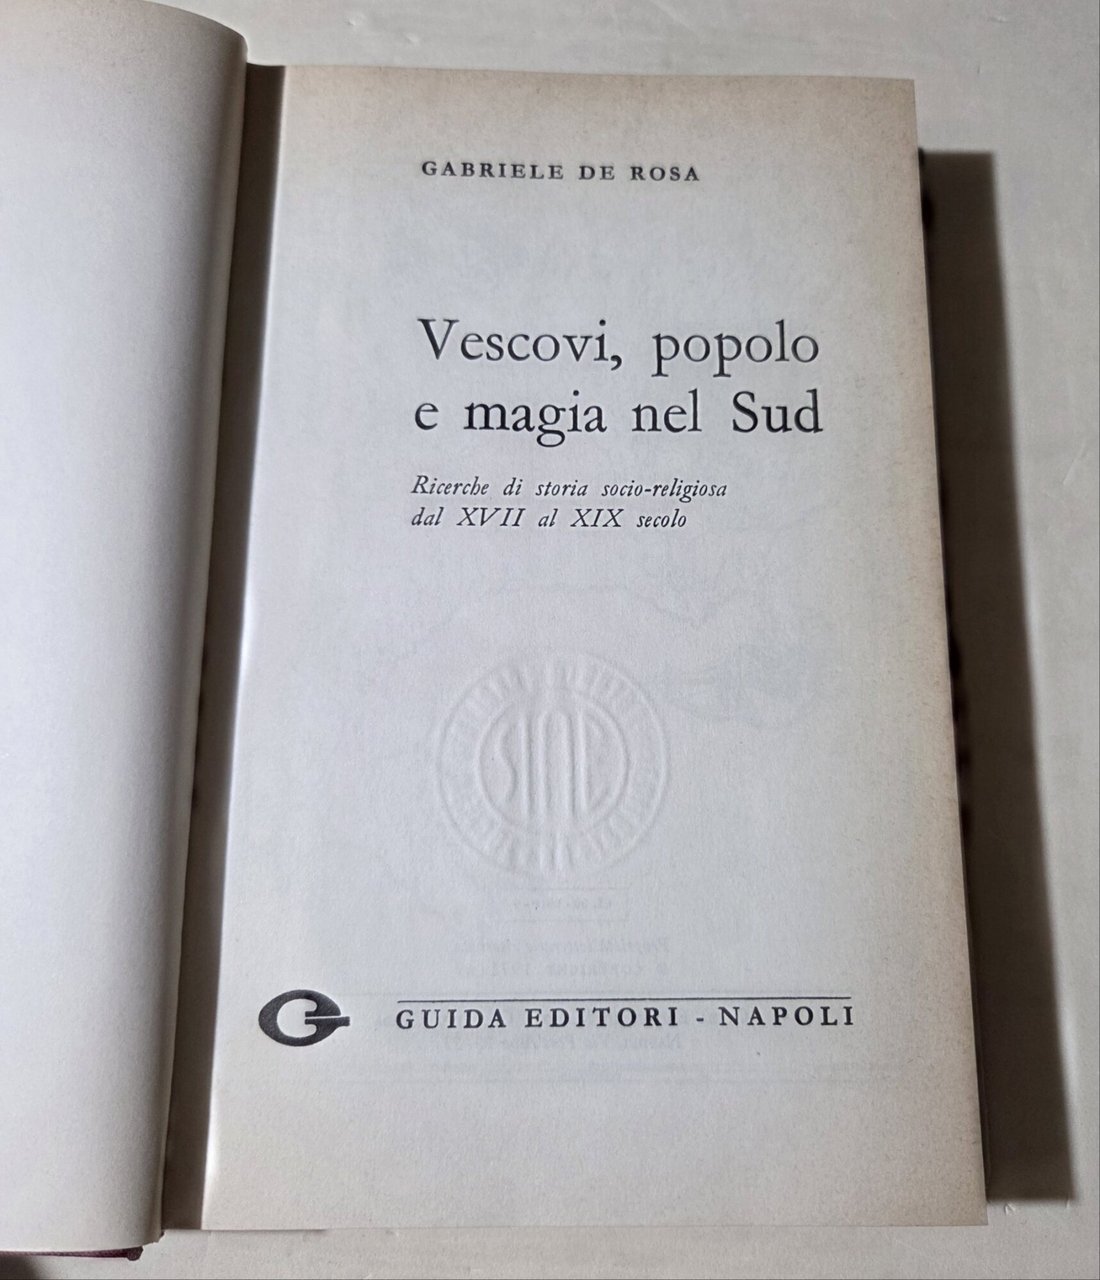 GABRIELE DE ROSA
Vescovi, popolo
e magia nel Sud
Ricerche di storia socio-religiosa
dal XVII al XIX secolo
GUIDA EDITORI - NAPOLI